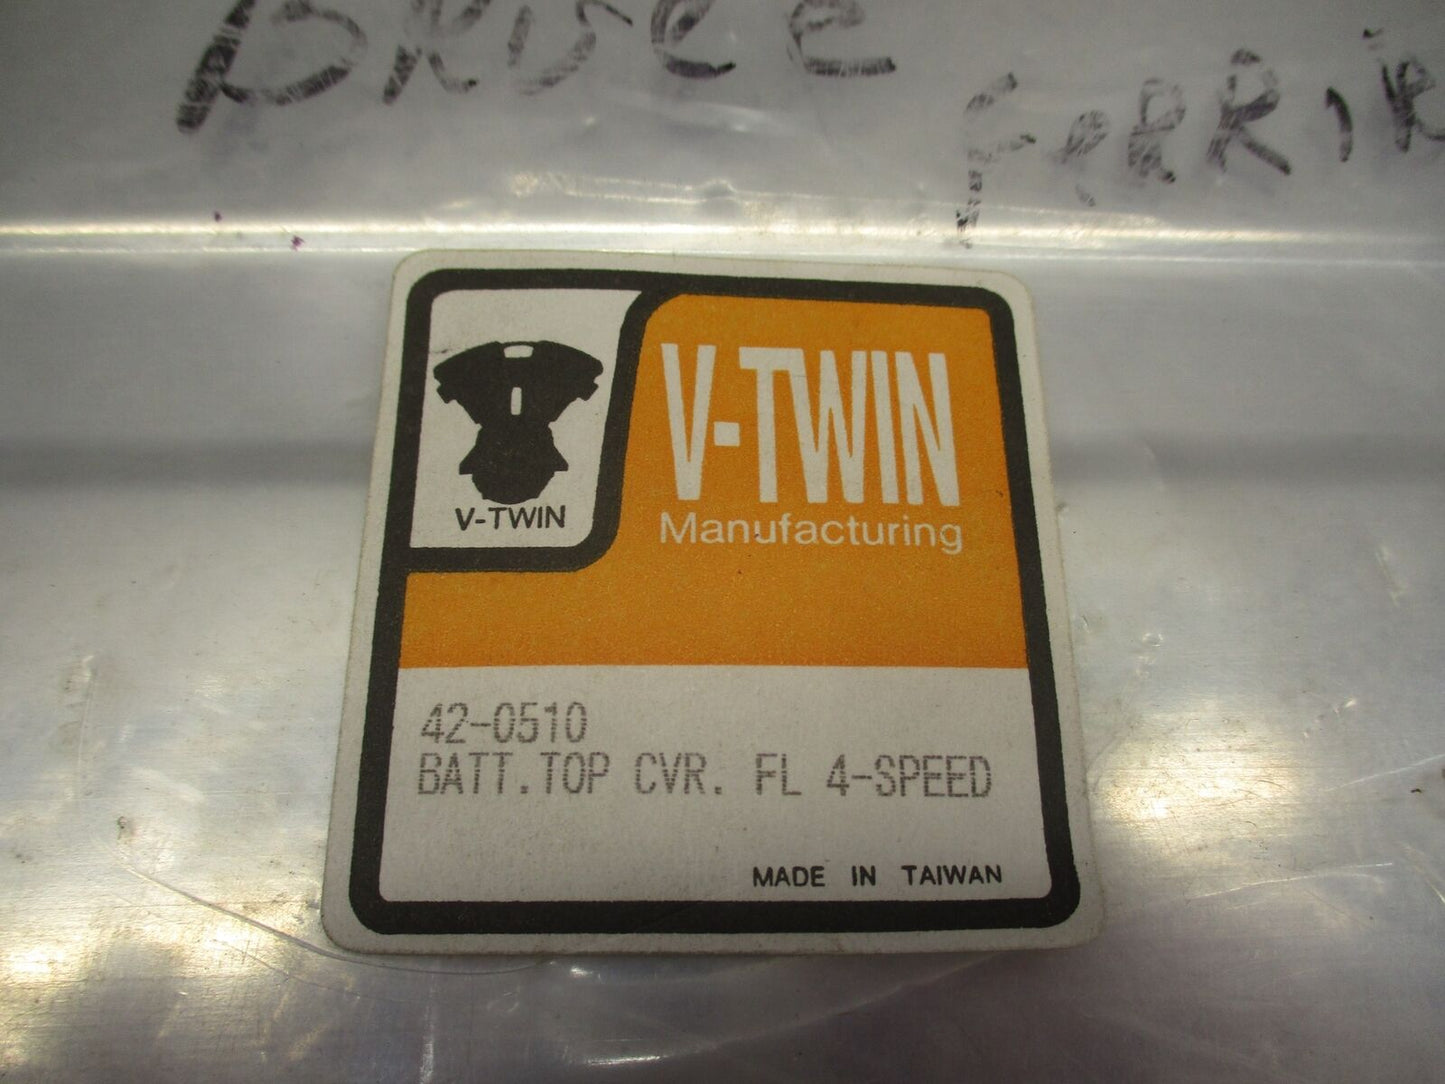 BRUCE
V-TWIN
Manufacturing
V-TWIN
42-0510
BATT.TOP CVR. FL 4-SPEED
MADE IN TAIWAN